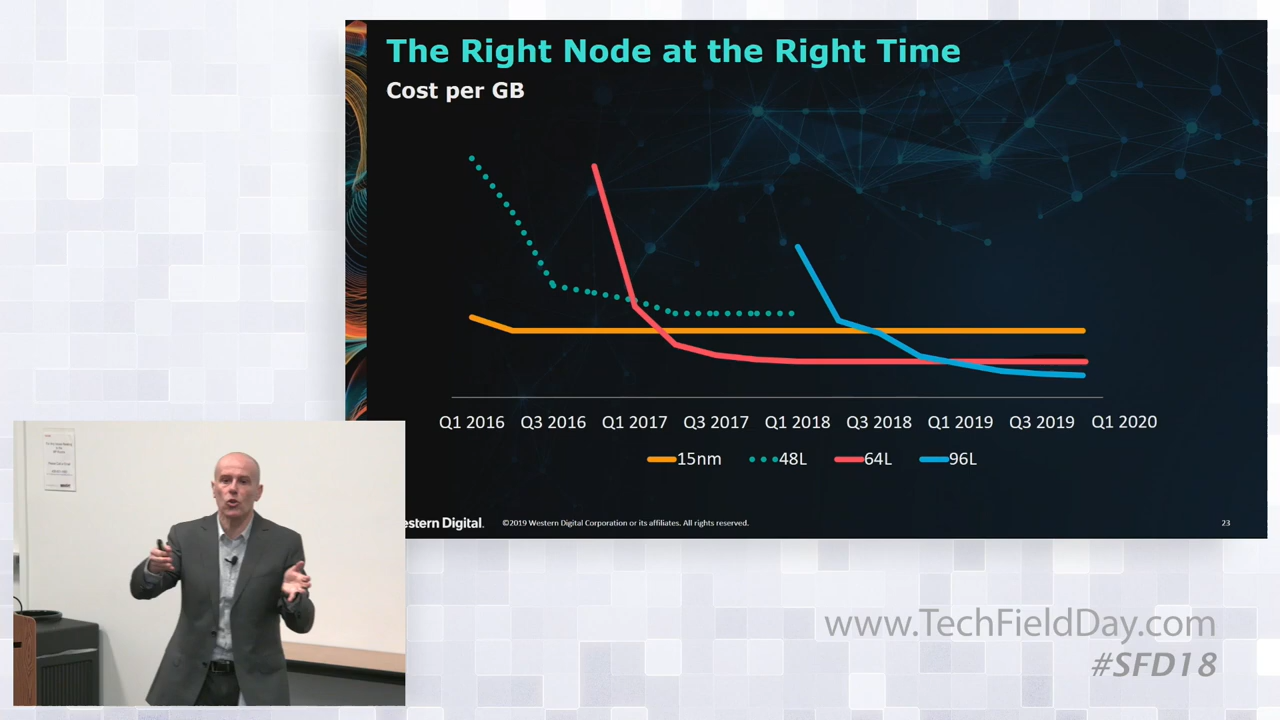 The Right Node at the Right Time
Cost per GB
Q1 2016 Q3 2016 Q1 2017 Q3 2017 Q1 2018 Q3 2018 Q1 2019 Q3 2019 Q1 2020
15nm 48L 64L 96L
estern Digital.
©2019 Western Digital Corporation or its affiliates. All rights reserved.
23
www.TechFieldDay.com
#SFD18